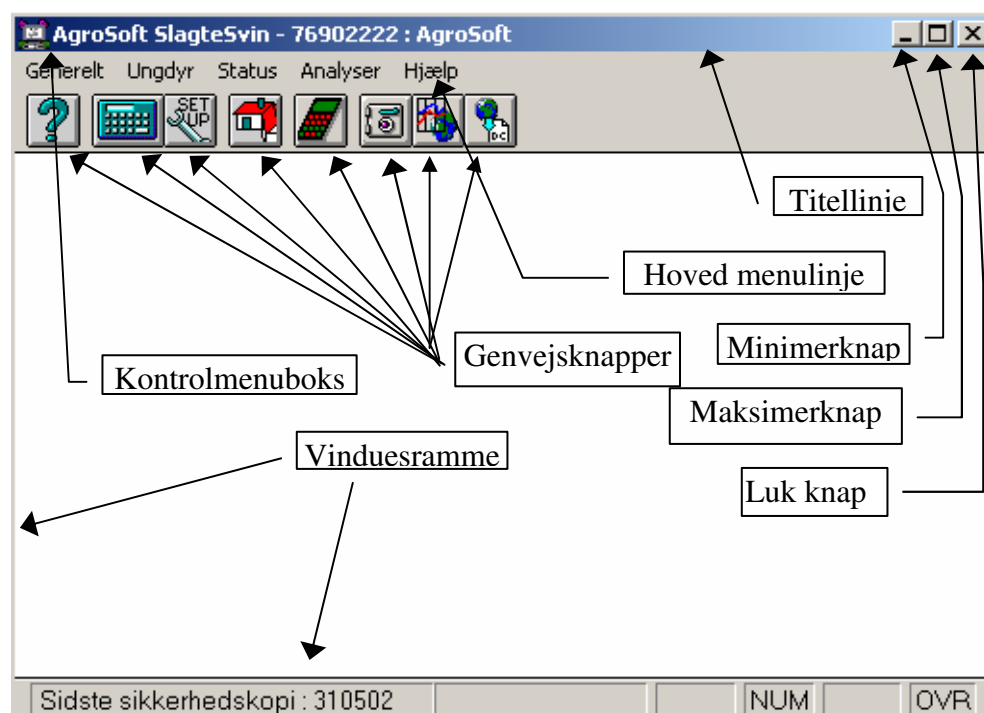 AgroSoft SlagteSvin - 76902222 : AgroSoft
Generelt Ungdyr Status Analyser Hjælp
SET UP
DC
Titellinje
Hoved menulinje
Genvejsknapper
Minimerknap
Kontrolmenuboks
Maksimerknap
Vinduesramme
Luk knap
Sidste sikkerhedskopi : 310502 NUM OVR